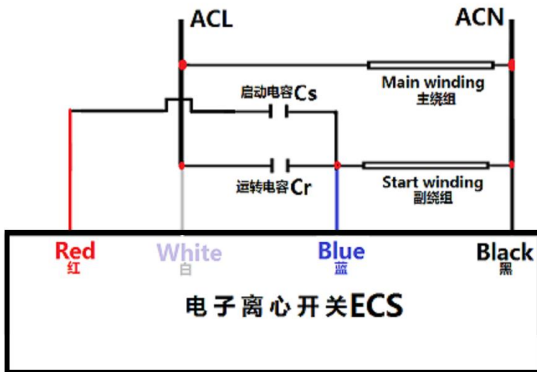 ACL
ACN
Main winding
主绕组
启动电容Cs
运转电容Cr
Start winding
副绕组
Red
红
White
白
Blue
蓝
Black
黑
电子离心开关ECS